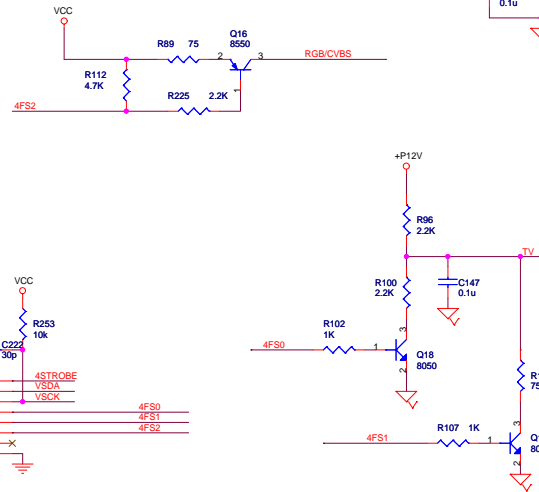 0.1u
VCC
Q16
8550
R89 75
2
3
RGB/CVBS
R112
4.7K
1
R225 2.2K
4FS2
+P12V
R96
2.2K
TV
R100
2.2K
C147
0.1u
VCC
R253
10k
C222
30p
R102
1K
4FS0
1
3
2
Q18
8050
4STROBE
VSDA
VSCK
4FS0
4FS1
4FS2
R107 1K
4FS1
1
3
2